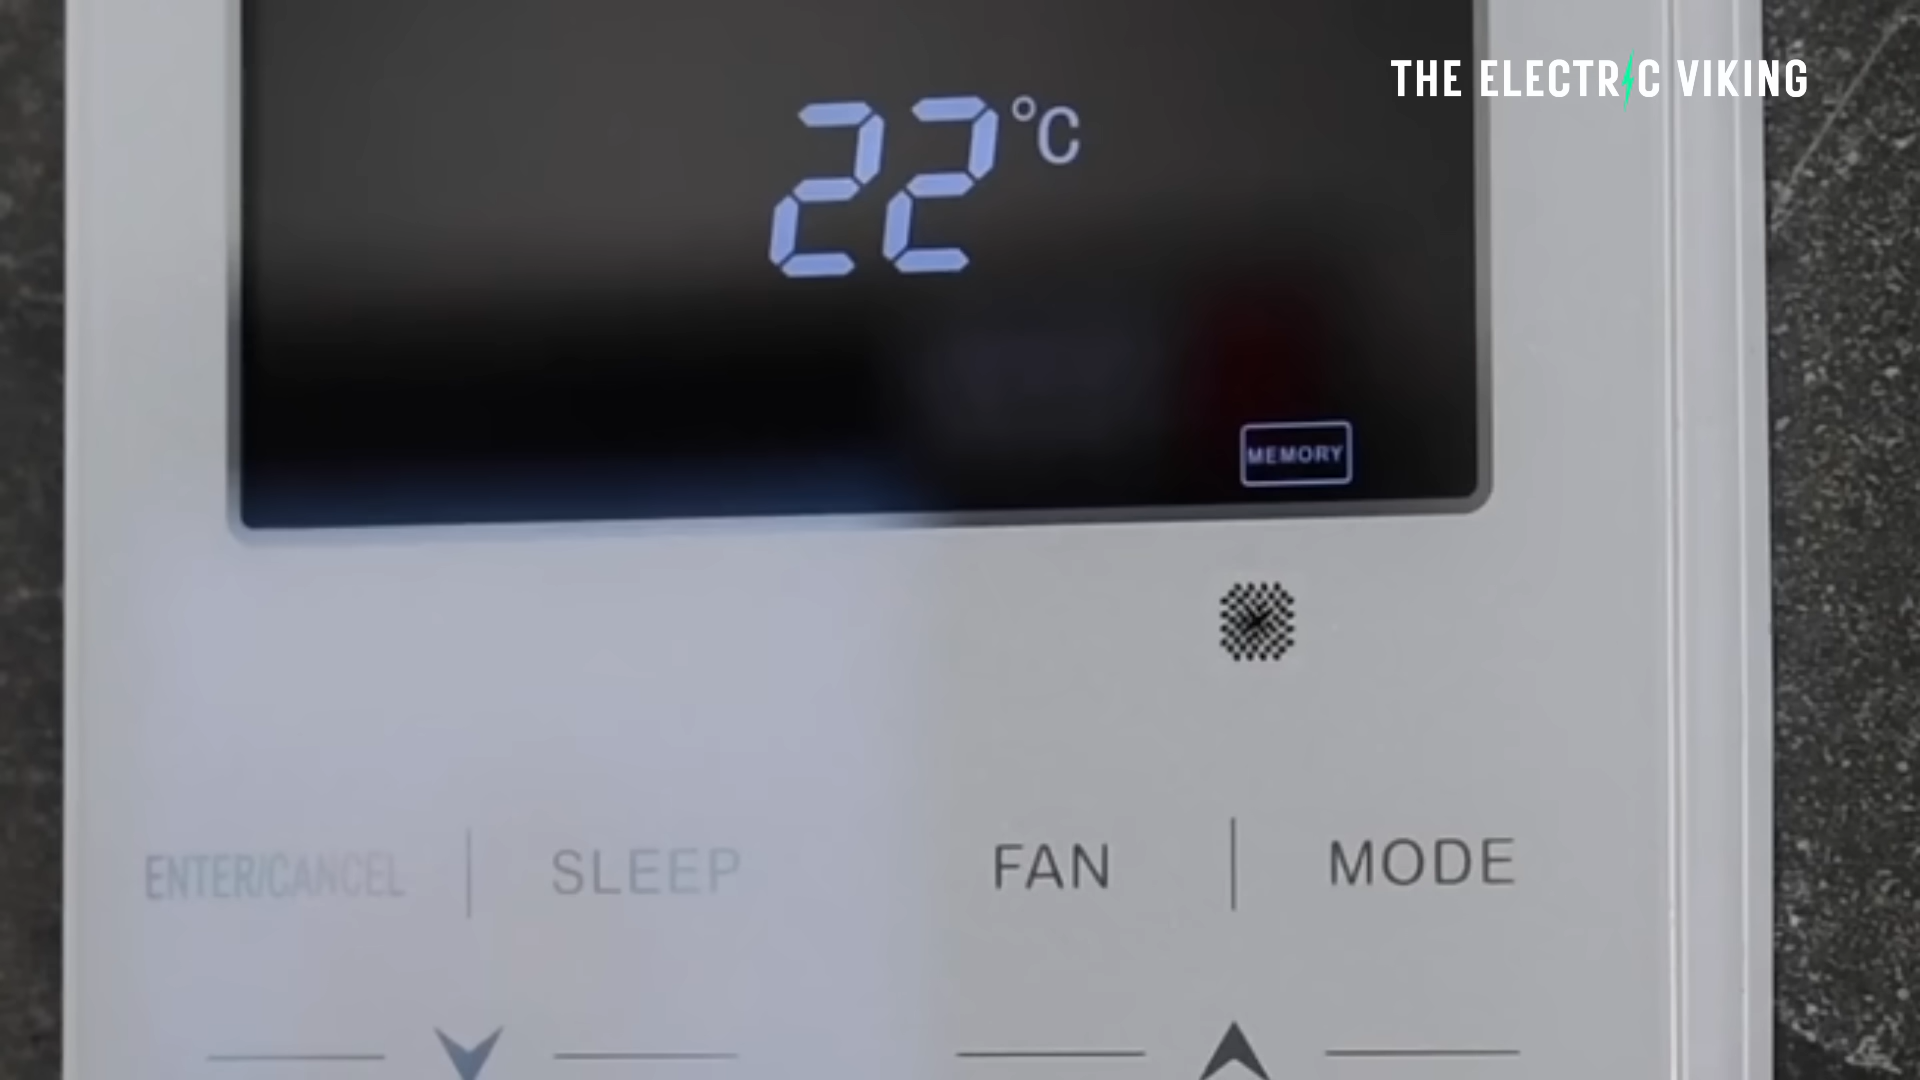 THE ELECTRIC VIKING
22°C
MEMORY
ENTER/CANCEL | SLEEP
FAN | MODE